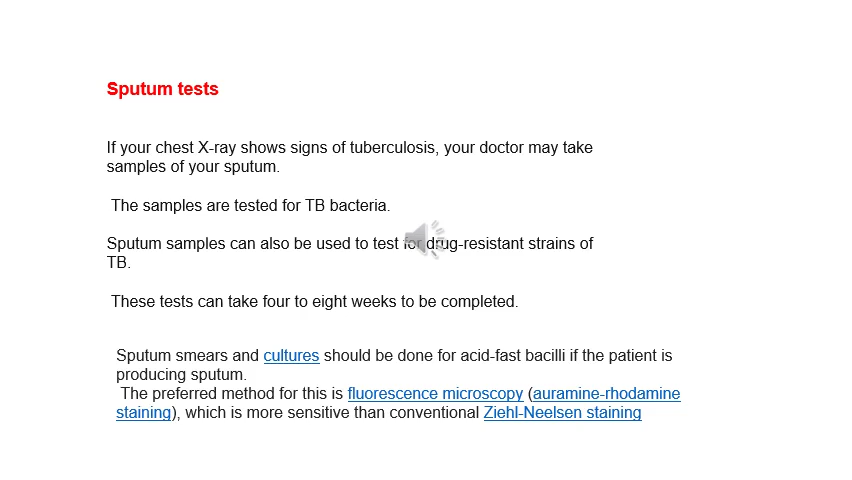 Sputum tests
If your chest X-ray shows signs of tuberculosis, your doctor may take
samples of your sputum.
The samples are tested for TB bacteria.
Sputum samples can also be used to test for drug-resistant strains of
TB.
These tests can take four to eight weeks to be completed.
Sputum smears and cultures should be done for acid-fast bacilli if the patient is
producing sputum.
The preferred method for this is fluorescence microscopy (auramine-rhodamine
staining), which is more sensitive than conventional Ziehl-Neelsen staining